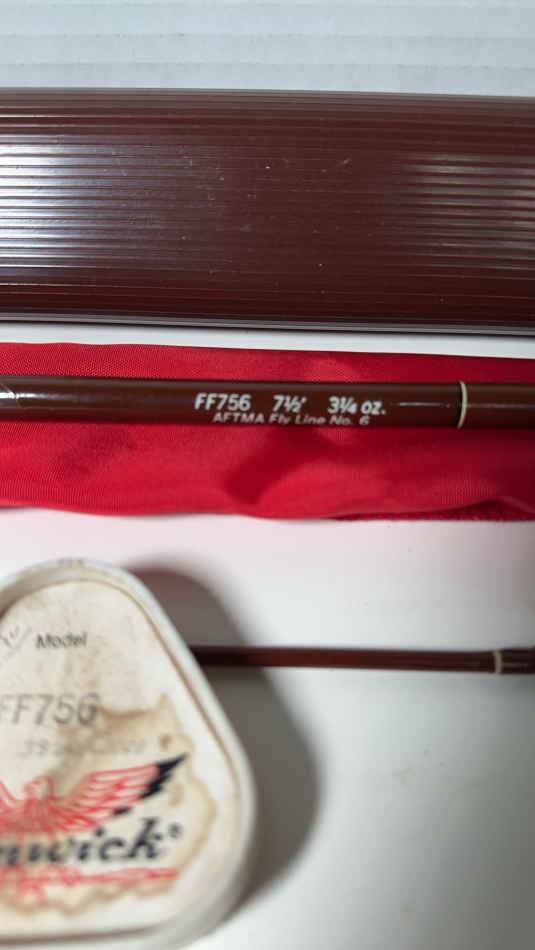 FF756 7½' 3¼ oz.
AFTMA Fly Line No. 6
Model
FF756
nwick®